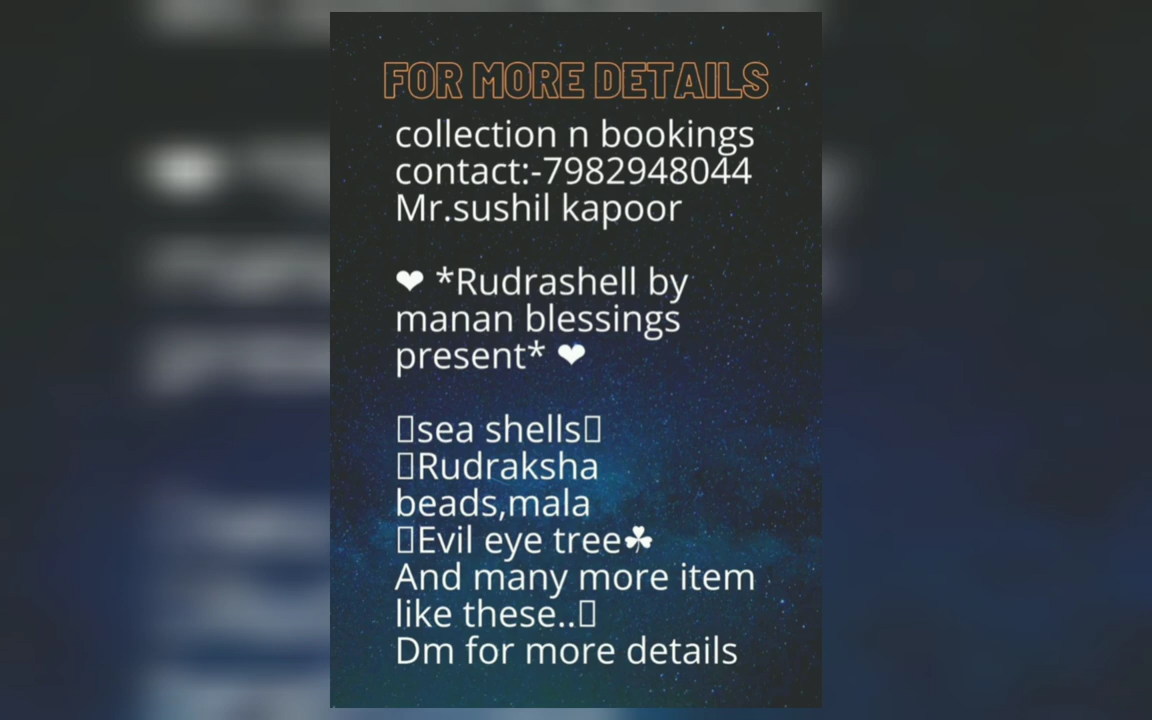 FOR MORE DETAILS
collection n bookings
contact:-7982948044
Mr.sushil kapoor
❤ *Rudrashell by
manan blessings
present* ❤
▯sea shells▯
▯Rudraksha
beads,mala
▯Evil eye tree☘
And many more item
like these..▯
Dm for more details